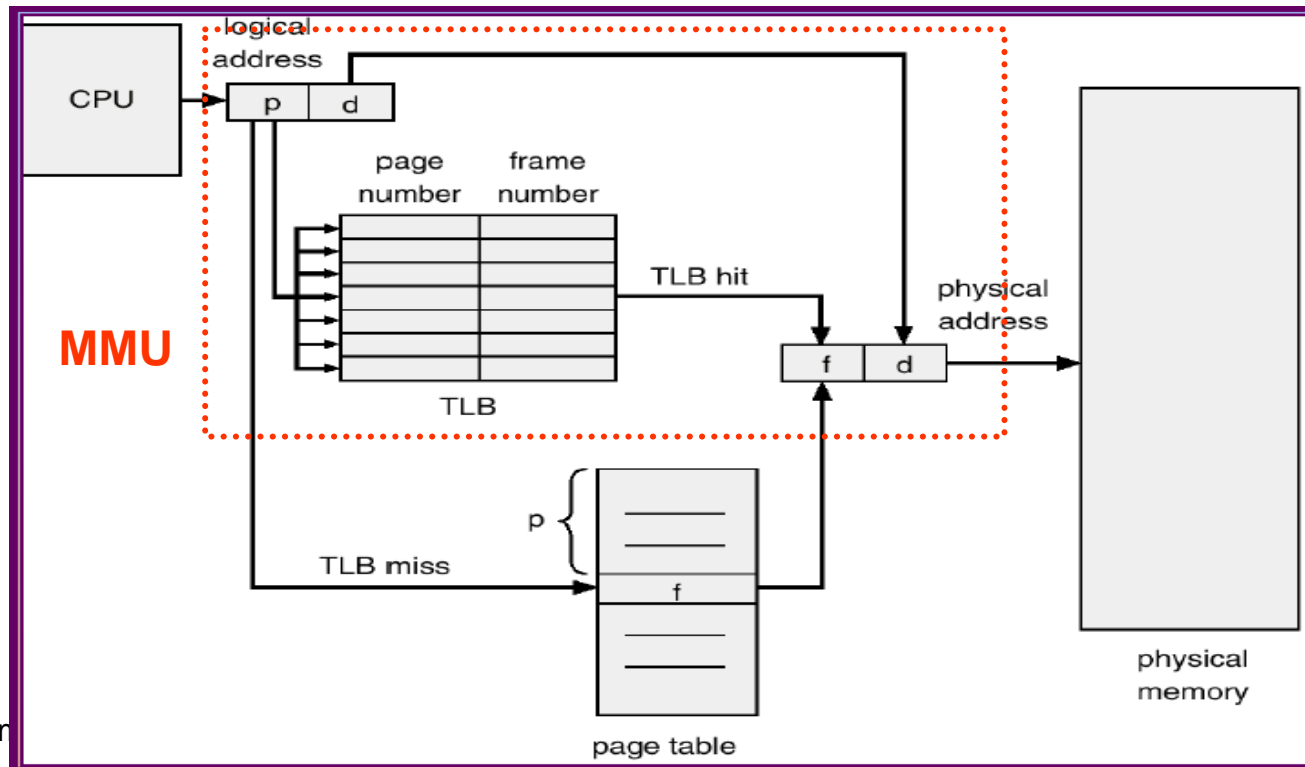 logical
address
CPU
p
d
page
number
frame
number
TLB hit
physical
address
MMU
f
d
TLB
p
TLB miss
f
physical
memory
page table